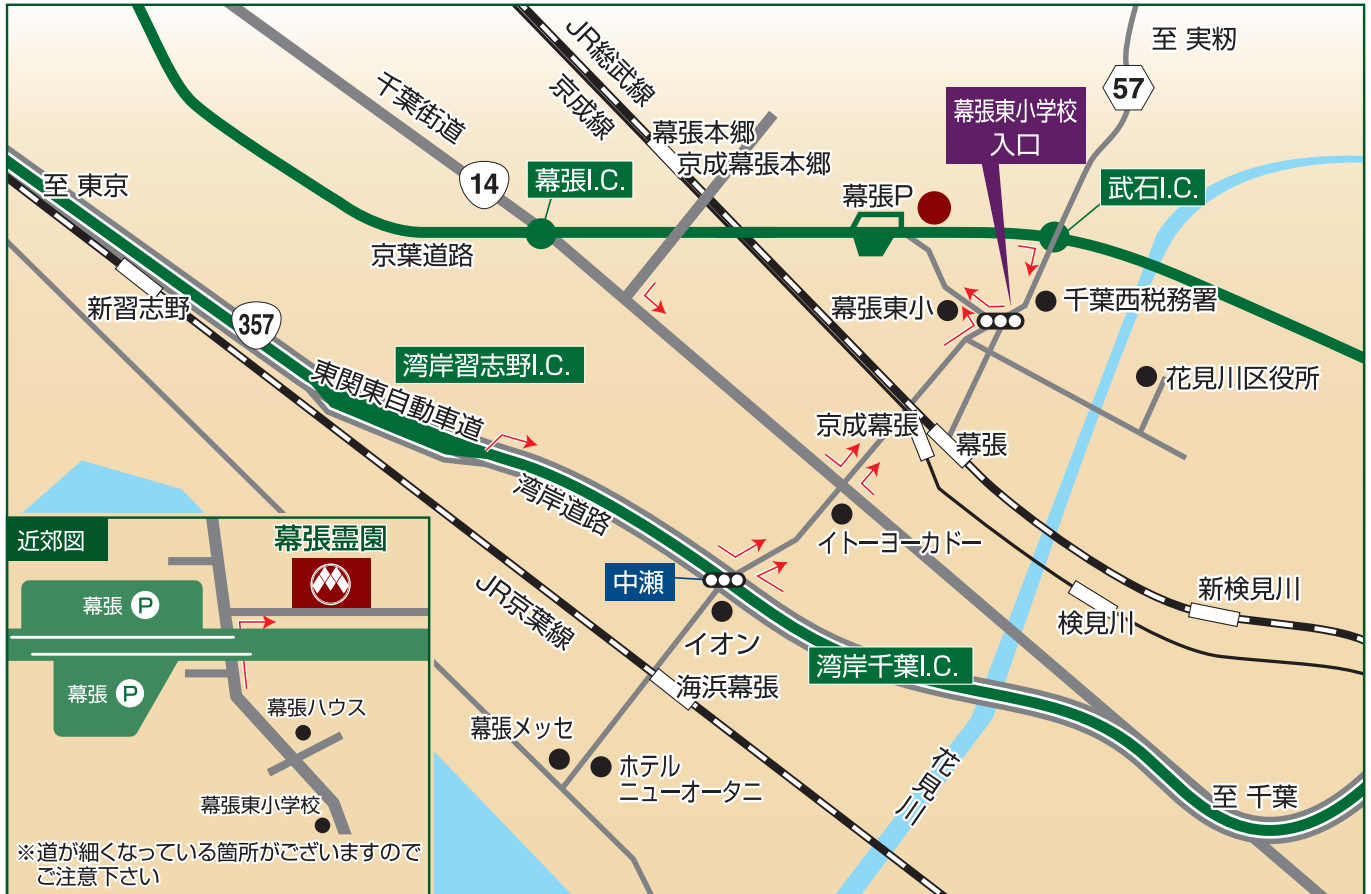 JR総武線
京成線
千葉街道
14
幕張I.C.
幕張本郷
京成幕張本郷
幕張東小学校
入口
57
至 実籾
至 東京
京葉道路
幕張P
武石I.C.
新習志野
357
幕張東小
千葉西税務署
湾岸習志野I.C.
東関東自動車道
花見川区役所
京成幕張
幕張
湾岸道路
イトーヨーカドー
中瀬
イオン
JR京葉線
新検見川
検見川
湾岸千葉I.C.
海浜幕張
幕張メッセ
ホテル
ニューオータニ
花見川
至 千葉
近郊図
幕張霊園
幕張 P
幕張 P
幕張ハウス
幕張東小学校
※道が細くなっている箇所がございますので
ご注意下さい